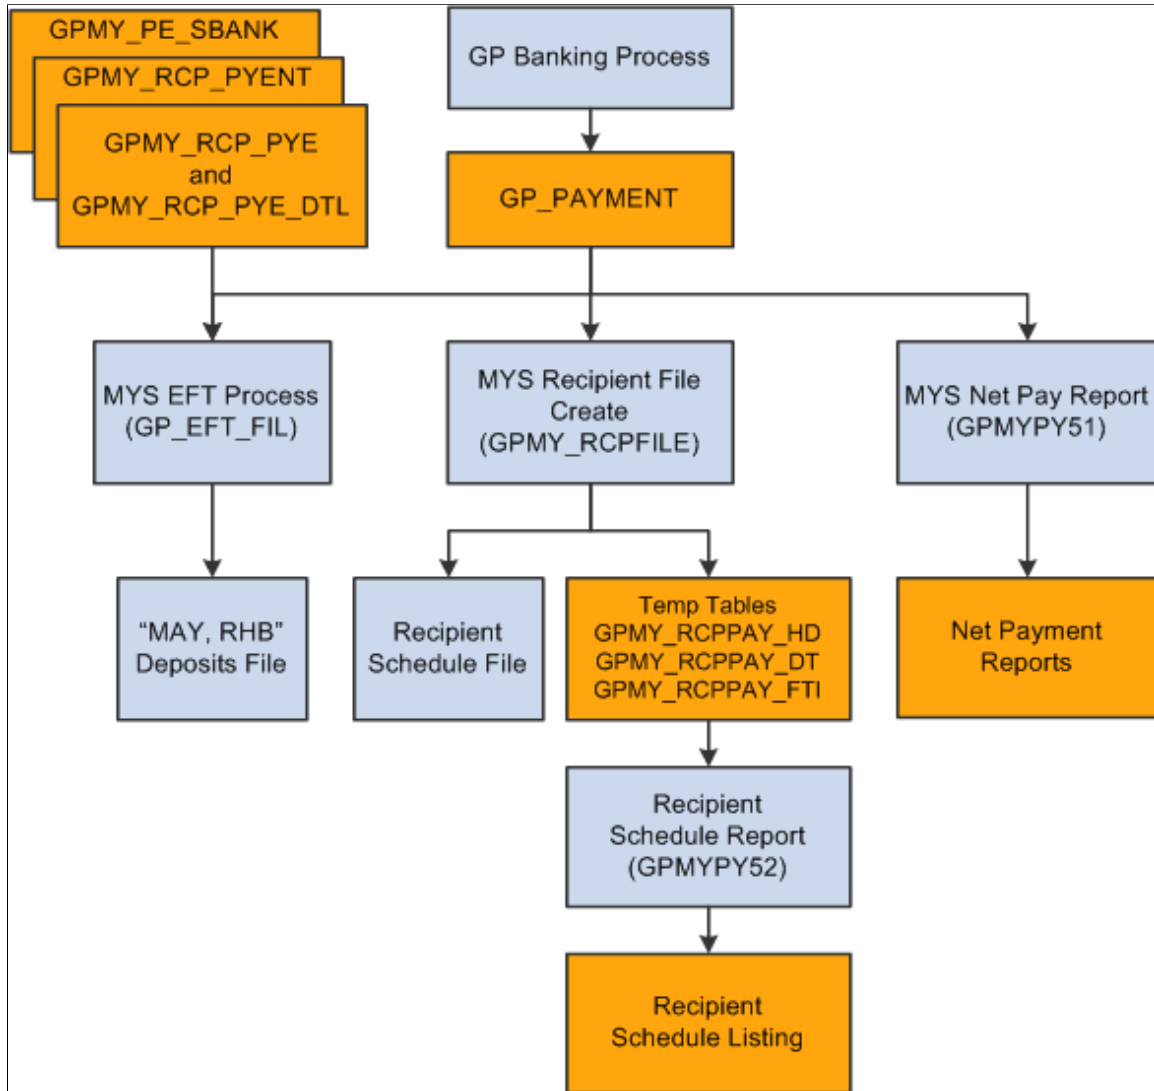 GPMY_PE_SBANK
GPMY_RCP_PYENT
GPMY_RCP_PYE
and
GPMY_RCP_PYE_DTL
GP Banking Process
GP_PAYMENT
MYS EFT Process
(GP_EFT_FIL)
MYS Recipient File
Create
(GPMY_RCPFILE)
MYS Net Pay Report
(GPMYPY51)
“MAY, RHB”
Deposits File
Recipient
Schedule File
Temp Tables
GPMY_RCPPAY_HD
GPMY_RCPPAY_DT
GPMY_RCPPAY_FTI
Net Payment
Reports
Recipient
Schedule Report
(GPMYPY52)
Recipient
Schedule Listing